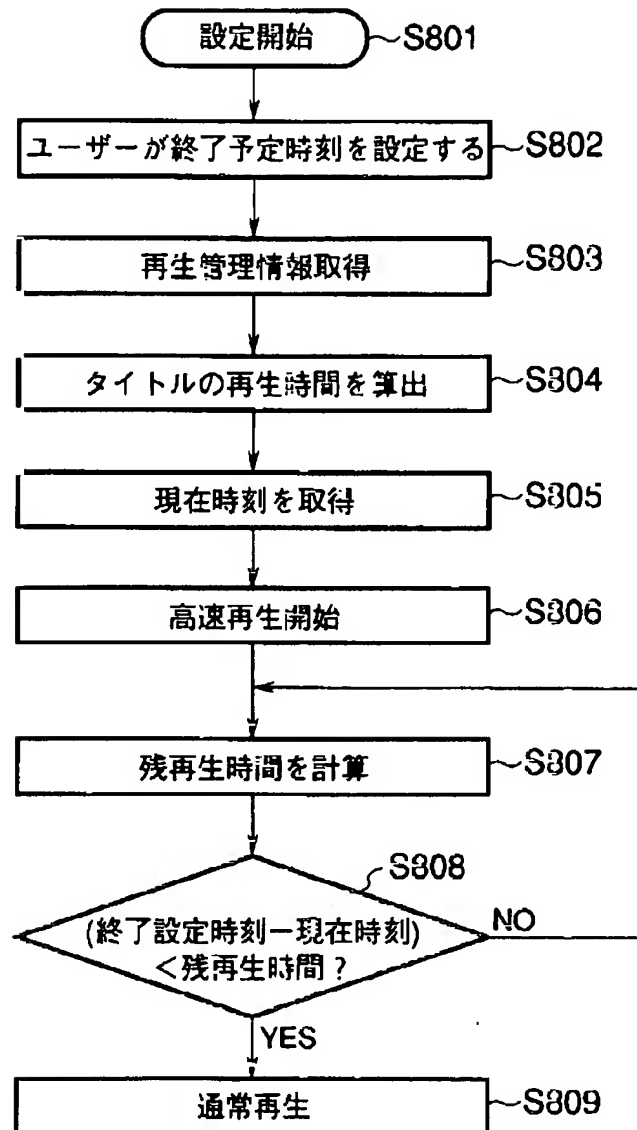 設定開始 ～S801
ユーザーが終了予定時刻を設定する ～S802
再生管理情報取得 ～S803
タイトルの再生時間を算出 ～S804
現在時刻を取得 ～S805
高速再生開始 ～S806
残再生時間を計算 ～S807
S808
(終了設定時刻ー現在時刻)
＜残再生時間？
NO
YES
通常再生 ～S809